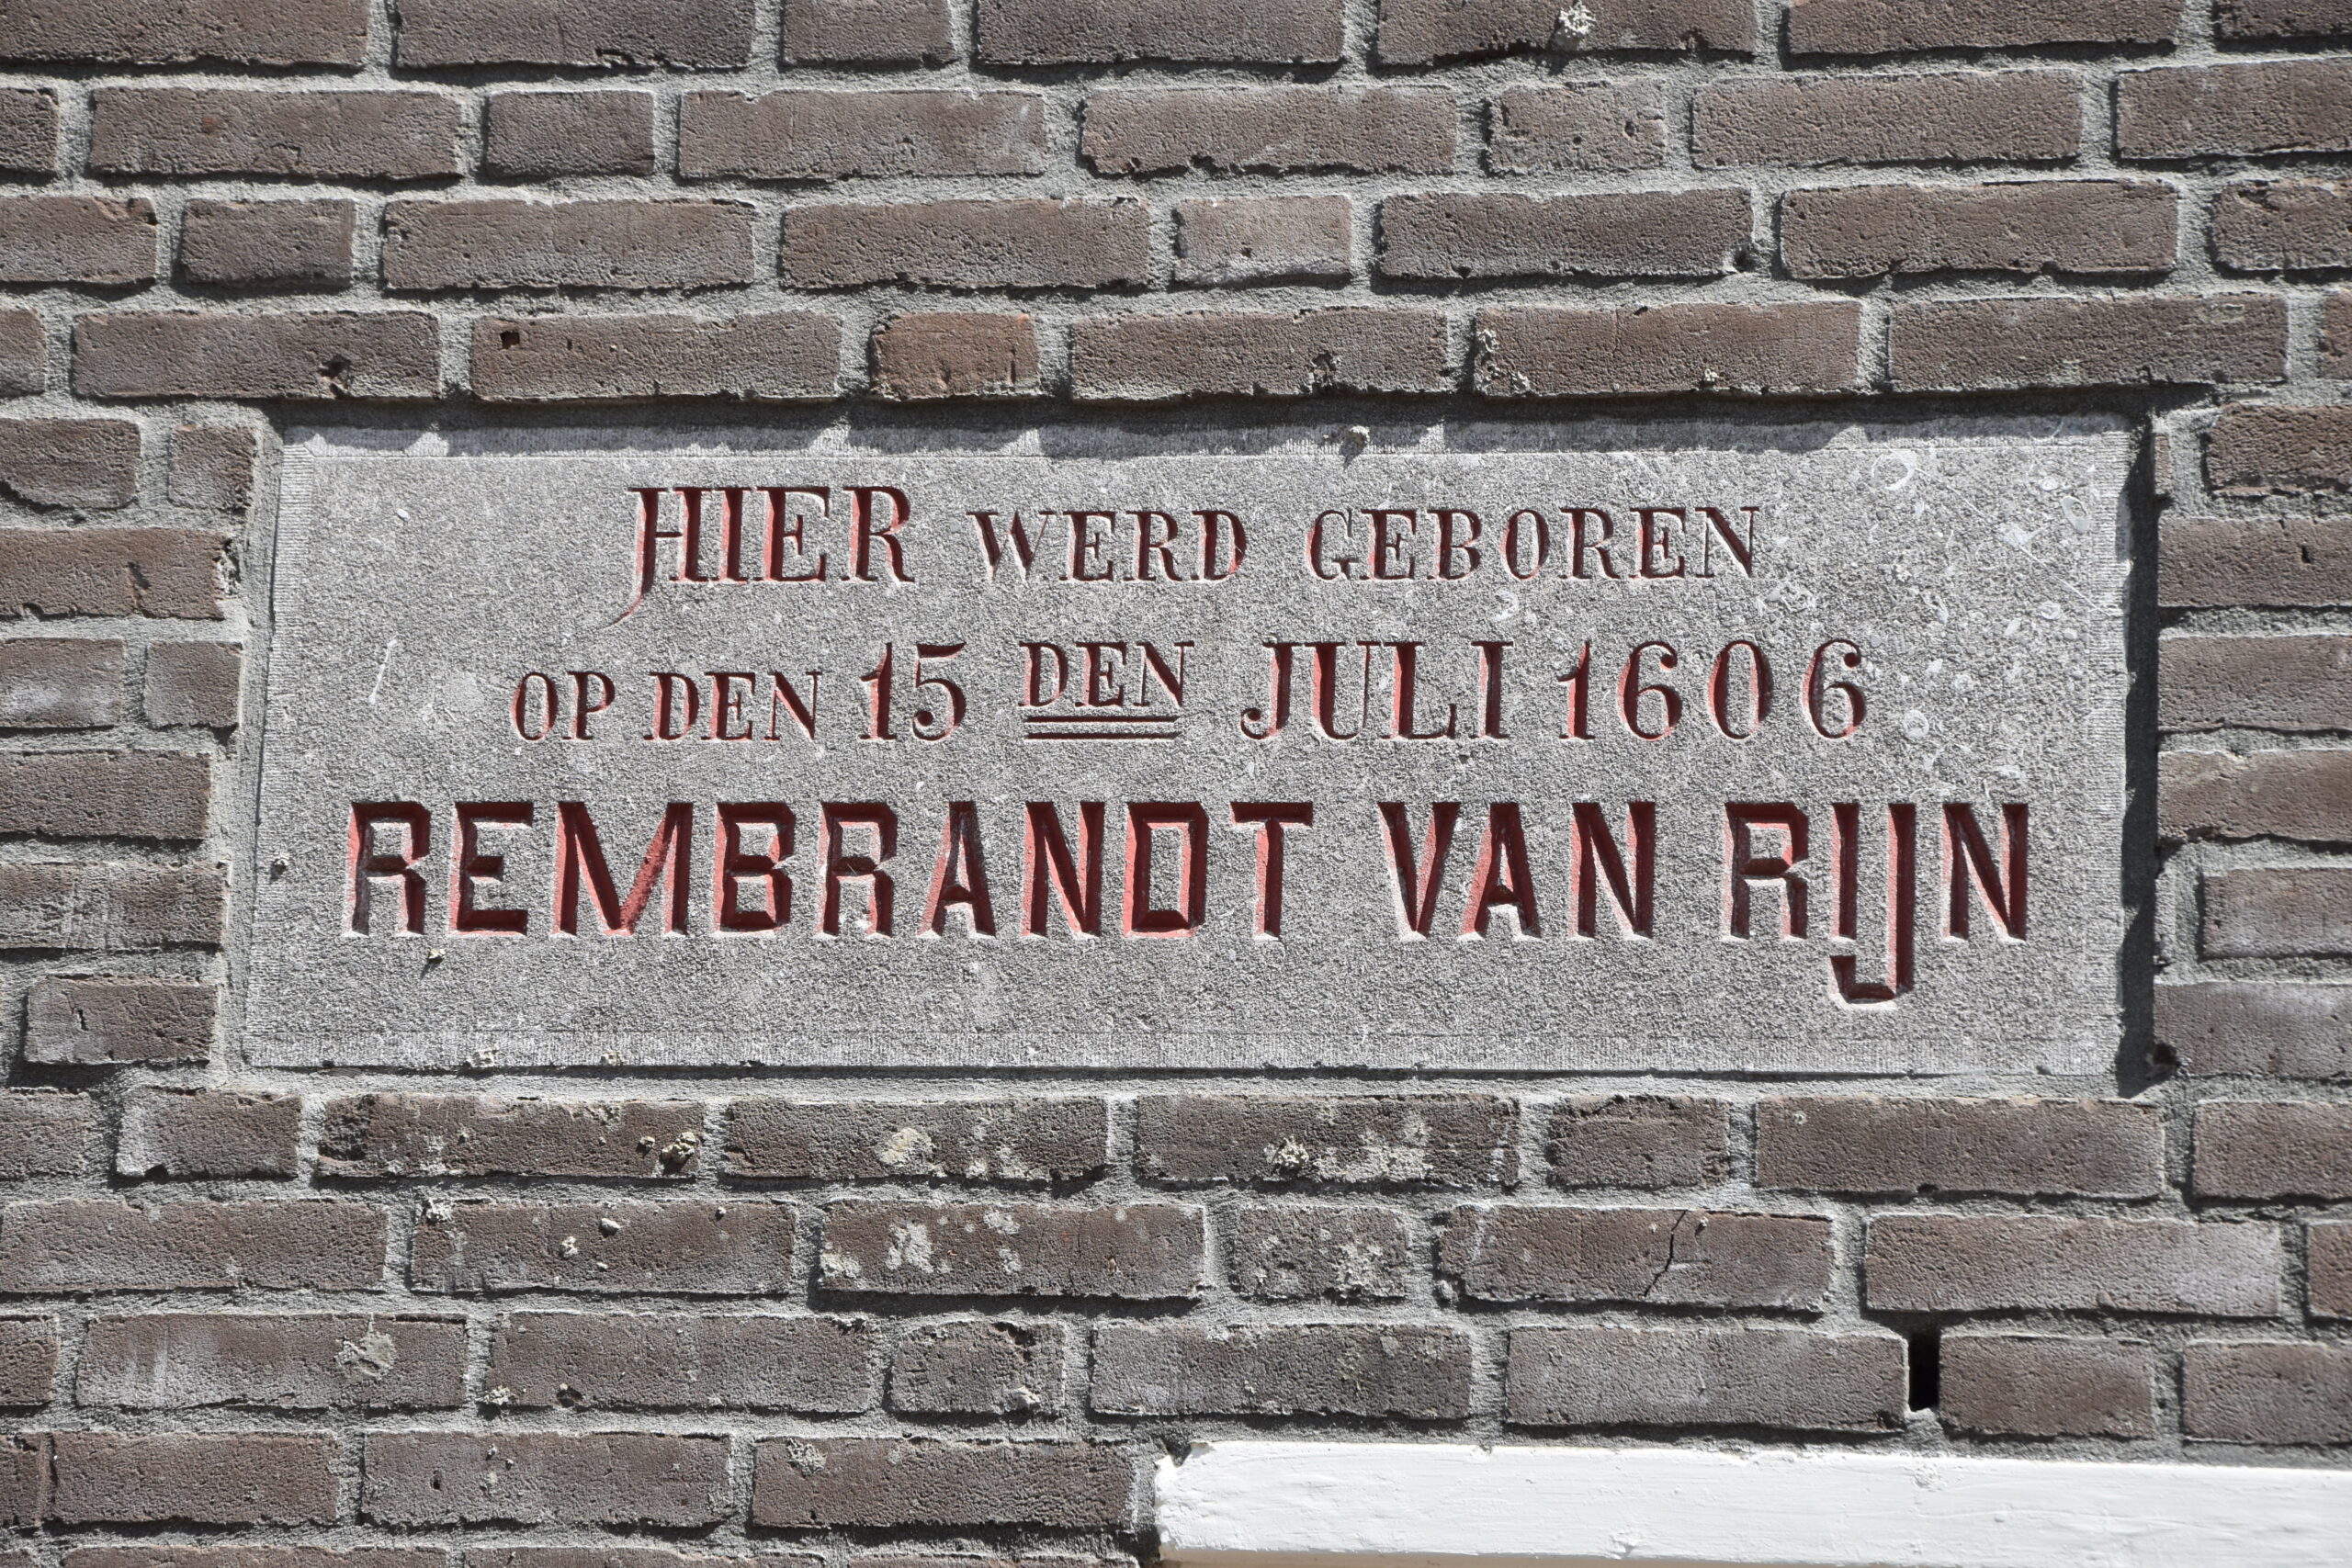 HIER WERD GEBOREN
OP DEN 15 DEN JULI 1606
REMBRANDT VAN RIJN